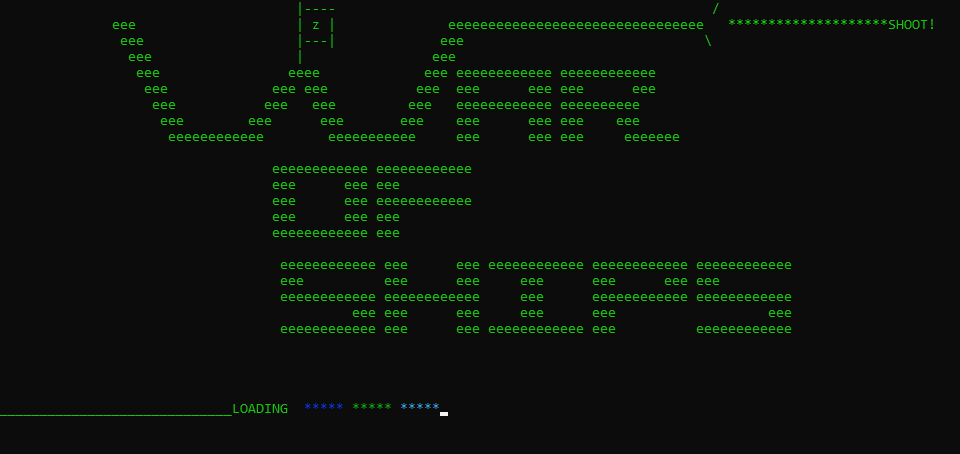 |---- /
eee | z | eeeeeeeeeeeeeeeeeeeeeeeeeeeeeeee ********************SHOOT!
eee |---| eee \
eee | eee
eee eeee eee eeeeeeeeeeee eeeeeeeeeeee
eee eee eee eee eee eee eee eee
eee eee eee eee eeeeeeeeeeee eeeeeeeeee
eee eee eee eee eee eee eee eee
eeeeeeeeeeee eeeeeeeeeee eee eee eee eeeeeee
eeeeeeeeeeee eeeeeeeeeeee
eee eee eee
eee eee eeeeeeeeeeee
eee eee eee
eeeeeeeeeeee eee
eeeeeeeeeeee eee eee eeeeeeeeeeee eeeeeeeeeeee eeeeeeeeeeee
eee eee eee eee eee eee eee
eeeeeeeeeeee eeeeeeeeeeee eee eeeeeeeeeeee eeeeeeeeeeee
eee eee eee eee eee eee
eeeeeeeeeeee eee eee eeeeeeeeeeee eee eeeeeeeeeeee
_____________________________LOADING ***** ***** *****